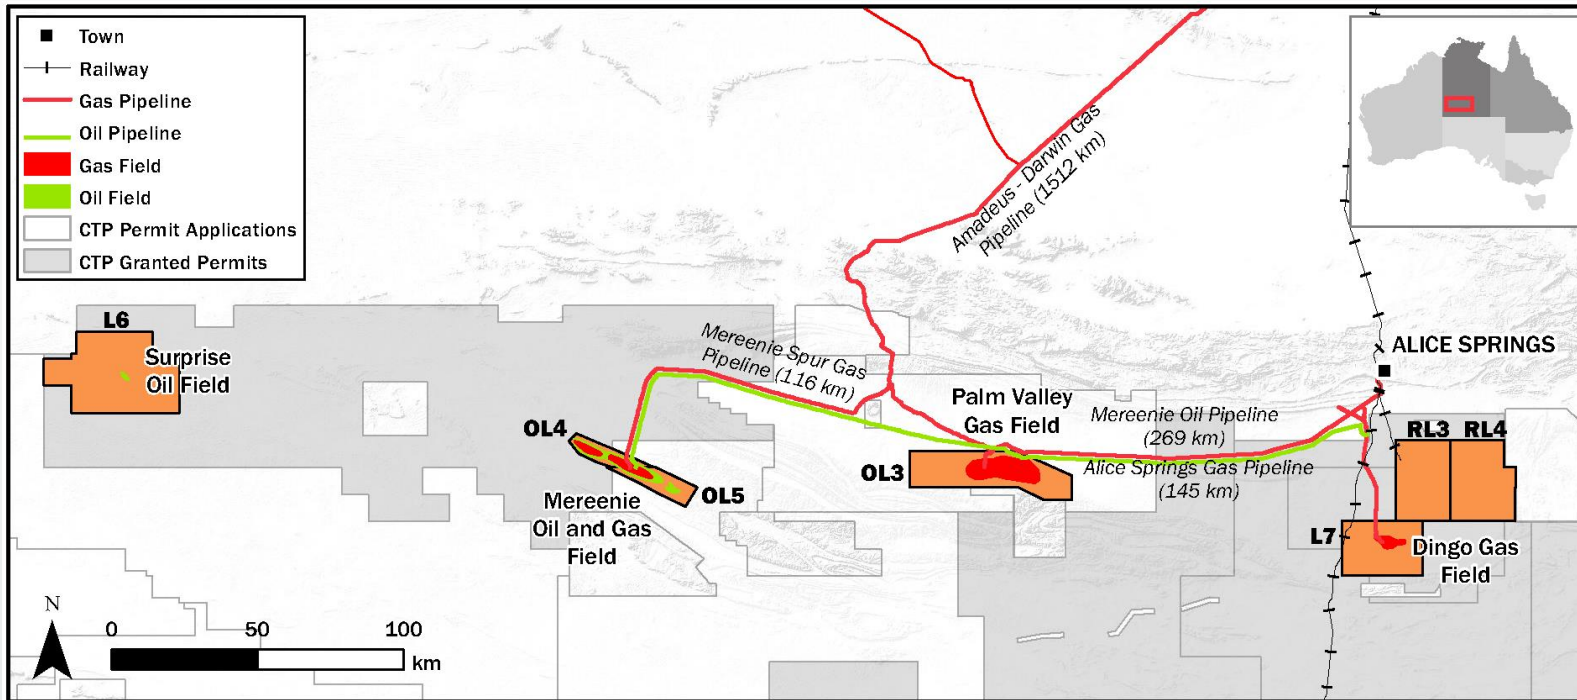 Town
Railway
Gas Pipeline
Oil Pipeline
Gas Field
Oil Field
CTP Permit Applications
CTP Granted Permits
Amadeus - Darwin Gas
Pipeline (1512 km)
L6
Surprise
Oil Field
Mereenie Spur Gas
Pipeline (116 km)
ALICE SPRINGS
Palm Valley
Gas Field
Mereenie Oil Pipeline
(269 km)
OL4
OL5
OL3
Alice Springs Gas Pipeline
(145 km)
RL3
RL4
Mereenie
Oil and Gas
Field
L7
Dingo Gas
Field
N
0 50 100
km